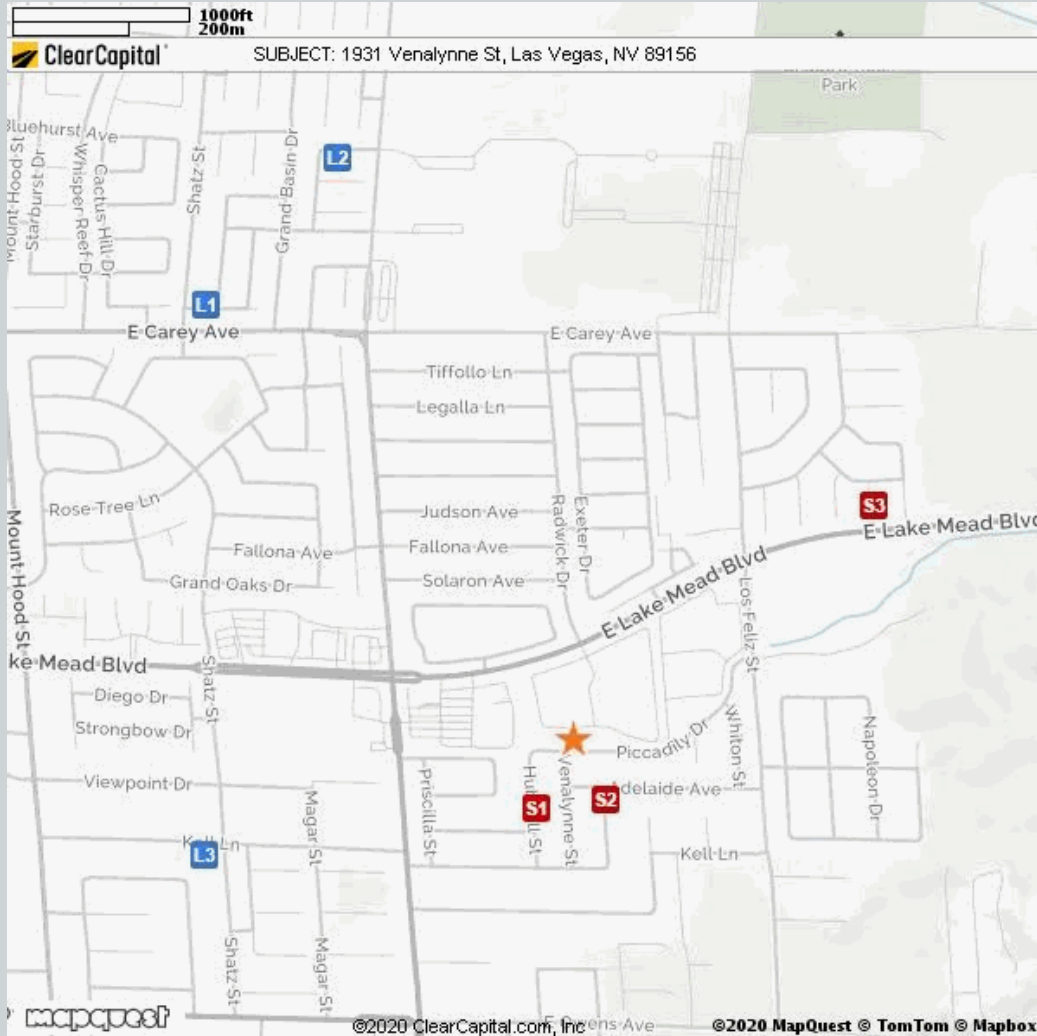 1000ft
200m
ClearCapital
SUBJECT: 1931 Venalynne St, Las Vegas, NV 89156
Park
Bluehurst Ave
Mount Hood St
Starburst Dr
Whisper Reef Dr
Cactus Hill Dr
Shatz St
Grand Basin Dr
L2
L1
E Carey Ave
E Carey Ave
Tiffollo Ln
Legalla Ln
Rose Tree Ln
Judson Ave
Radwick Dr
Exeter Dr
S3
E Lake Mead Blvd
Mount Hood St
Fallona Ave
Fallona Ave
Grand Oaks Dr
Solaron Ave
E Lake Mead Blvd
Los Feliz St
ke Mead Blvd
Shatz St
Diego Dr
Strongbow Dr
Piccadily Dr
Whiton St
Napoleon Dr
Viewpoint Dr
Magar St
Priscilla St
S1
Venalynne St
S2
Adelaide Ave
L3
Kell Ln
Shatz St
Magar St
E Owens Ave
mapquest
©2020 ClearCapital.com, Inc
©2020 MapQuest © TomTom © Mapbox